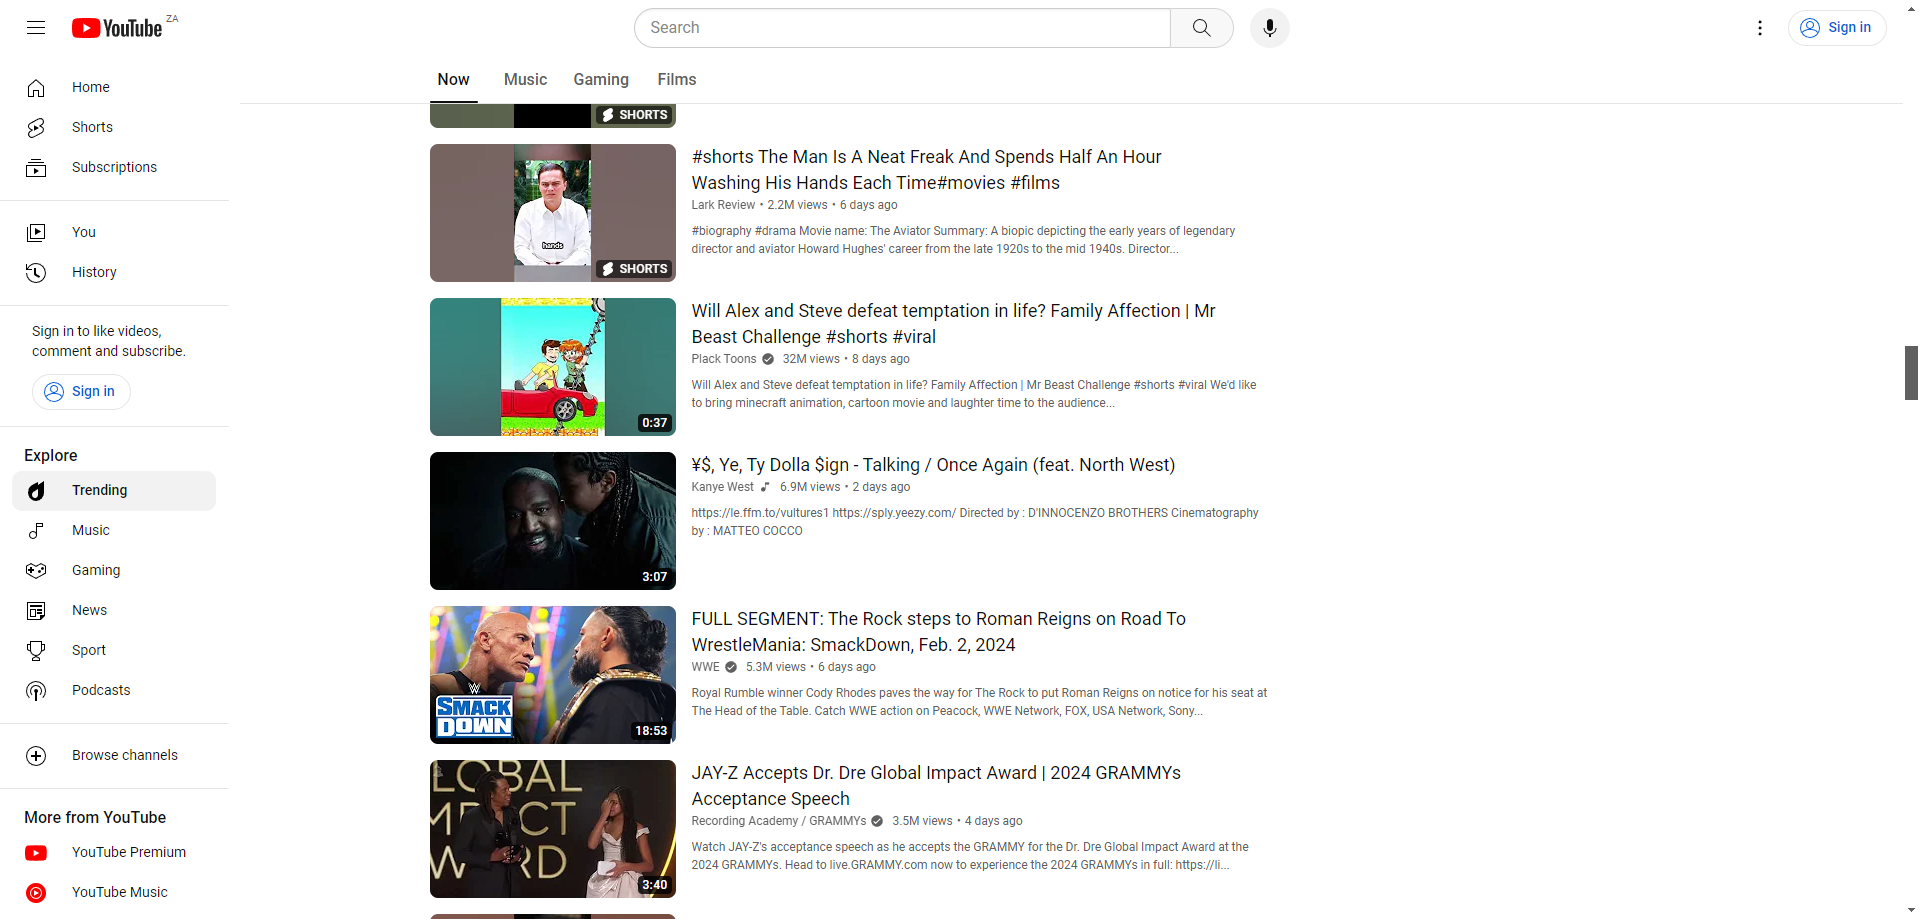 YouTube ZA
Search
Sign in
Home
Shorts
Subscriptions
You
History
Sign in to like videos,
comment and subscribe.
Sign in
Explore
Trending
Music
Gaming
News
Sport
Podcasts
Browse channels
More from YouTube
YouTube Premium
YouTube Music
Now Music Gaming Films
SHORTS
hands
SHORTS
#shorts The Man Is A Neat Freak And Spends Half An Hour
Washing His Hands Each Time#movies #films
Lark Review • 2.2M views • 6 days ago
#biography #drama Movie name: The Aviator Summary: A biopic depicting the early years of legendary
director and aviator Howard Hughes' career from the late 1920s to the mid 1940s. Director...
0:37
Will Alex and Steve defeat temptation in life? Family Affection | Mr
Beast Challenge #shorts #viral
Plack Toons 32M views • 8 days ago
Will Alex and Steve defeat temptation in life? Family Affection | Mr Beast Challenge #shorts #viral We'd like
to bring minecraft animation, cartoon movie and laughter time to the audience...
3:07
¥$, Ye, Ty Dolla $ign - Talking / Once Again (feat. North West)
Kanye West 6.9M views • 2 days ago
https://le.ffm.to/vultures1 https://sply.yeezy.com/ Directed by : D'INNOCENZO BROTHERS Cinematography
by : MATTEO COCCO
W
SMACK
DOWN
18:53
FULL SEGMENT: The Rock steps to Roman Reigns on Road To
WrestleMania: SmackDown, Feb. 2, 2024
WWE 5.3M views • 6 days ago
Royal Rumble winner Cody Rhodes paves the way for The Rock to put Roman Reigns on notice for his seat at
The Head of the Table. Catch WWE action on Peacock, WWE Network, FOX, USA Network, Sony...
3:40
JAY-Z Accepts Dr. Dre Global Impact Award | 2024 GRAMMYs
Acceptance Speech
Recording Academy / GRAMMYs 3.5M views • 4 days ago
Watch JAY-Z's acceptance speech as he accepts the GRAMMY for the Dr. Dre Global Impact Award at the
2024 GRAMMYs. Head to live.GRAMMY.com now to experience the 2024 GRAMMYs in full: https://li...